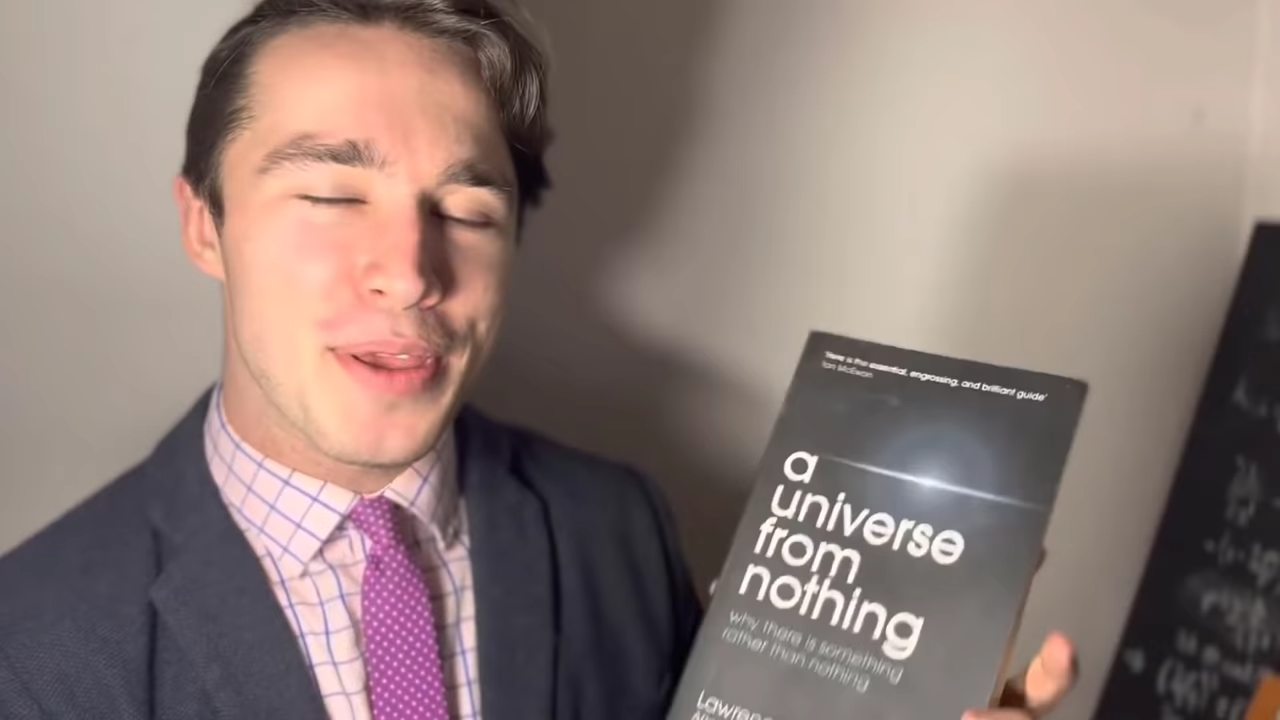 'Here is the essential, engrossing, and brilliant guide'
Ian McEwan
a
universe
from
nothing
why there is something
rather than nothing